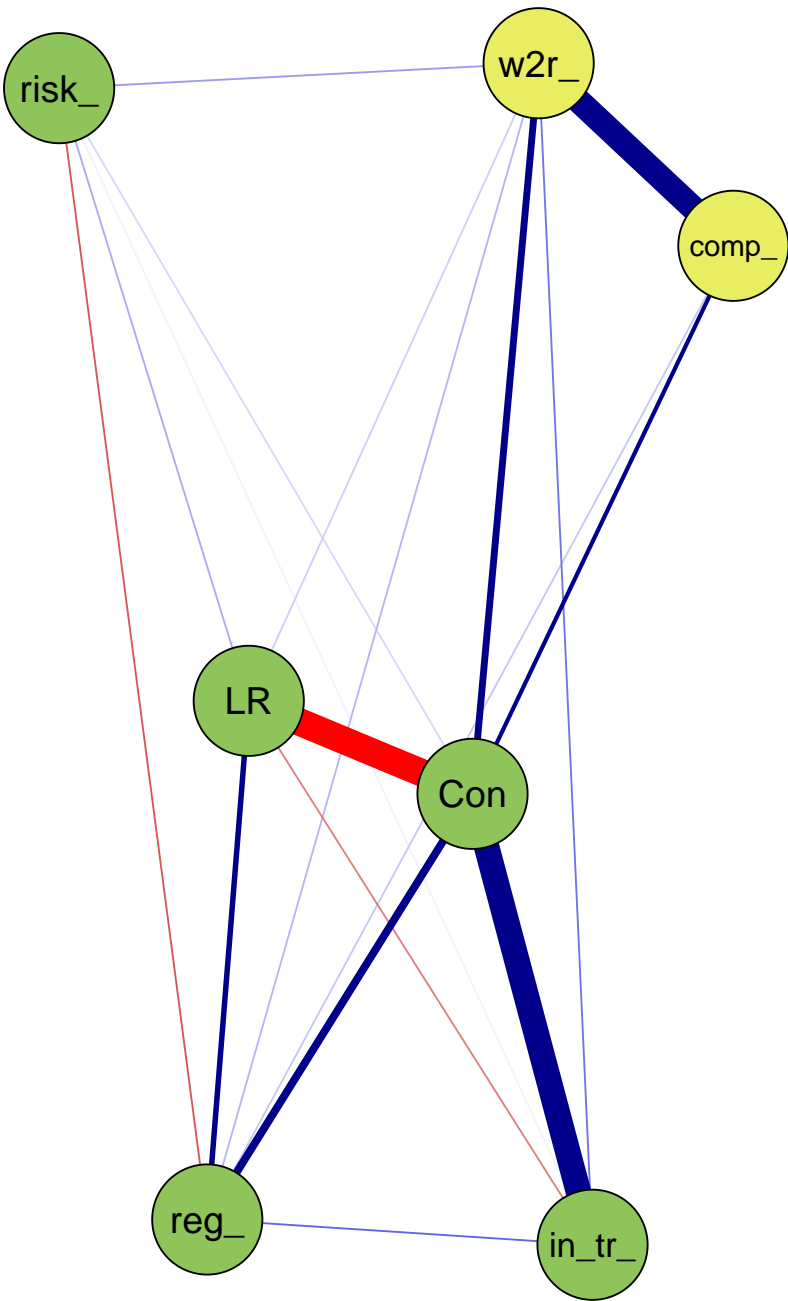 w2r_
risk_
comp_
LR
Con
reg_
in_tr_